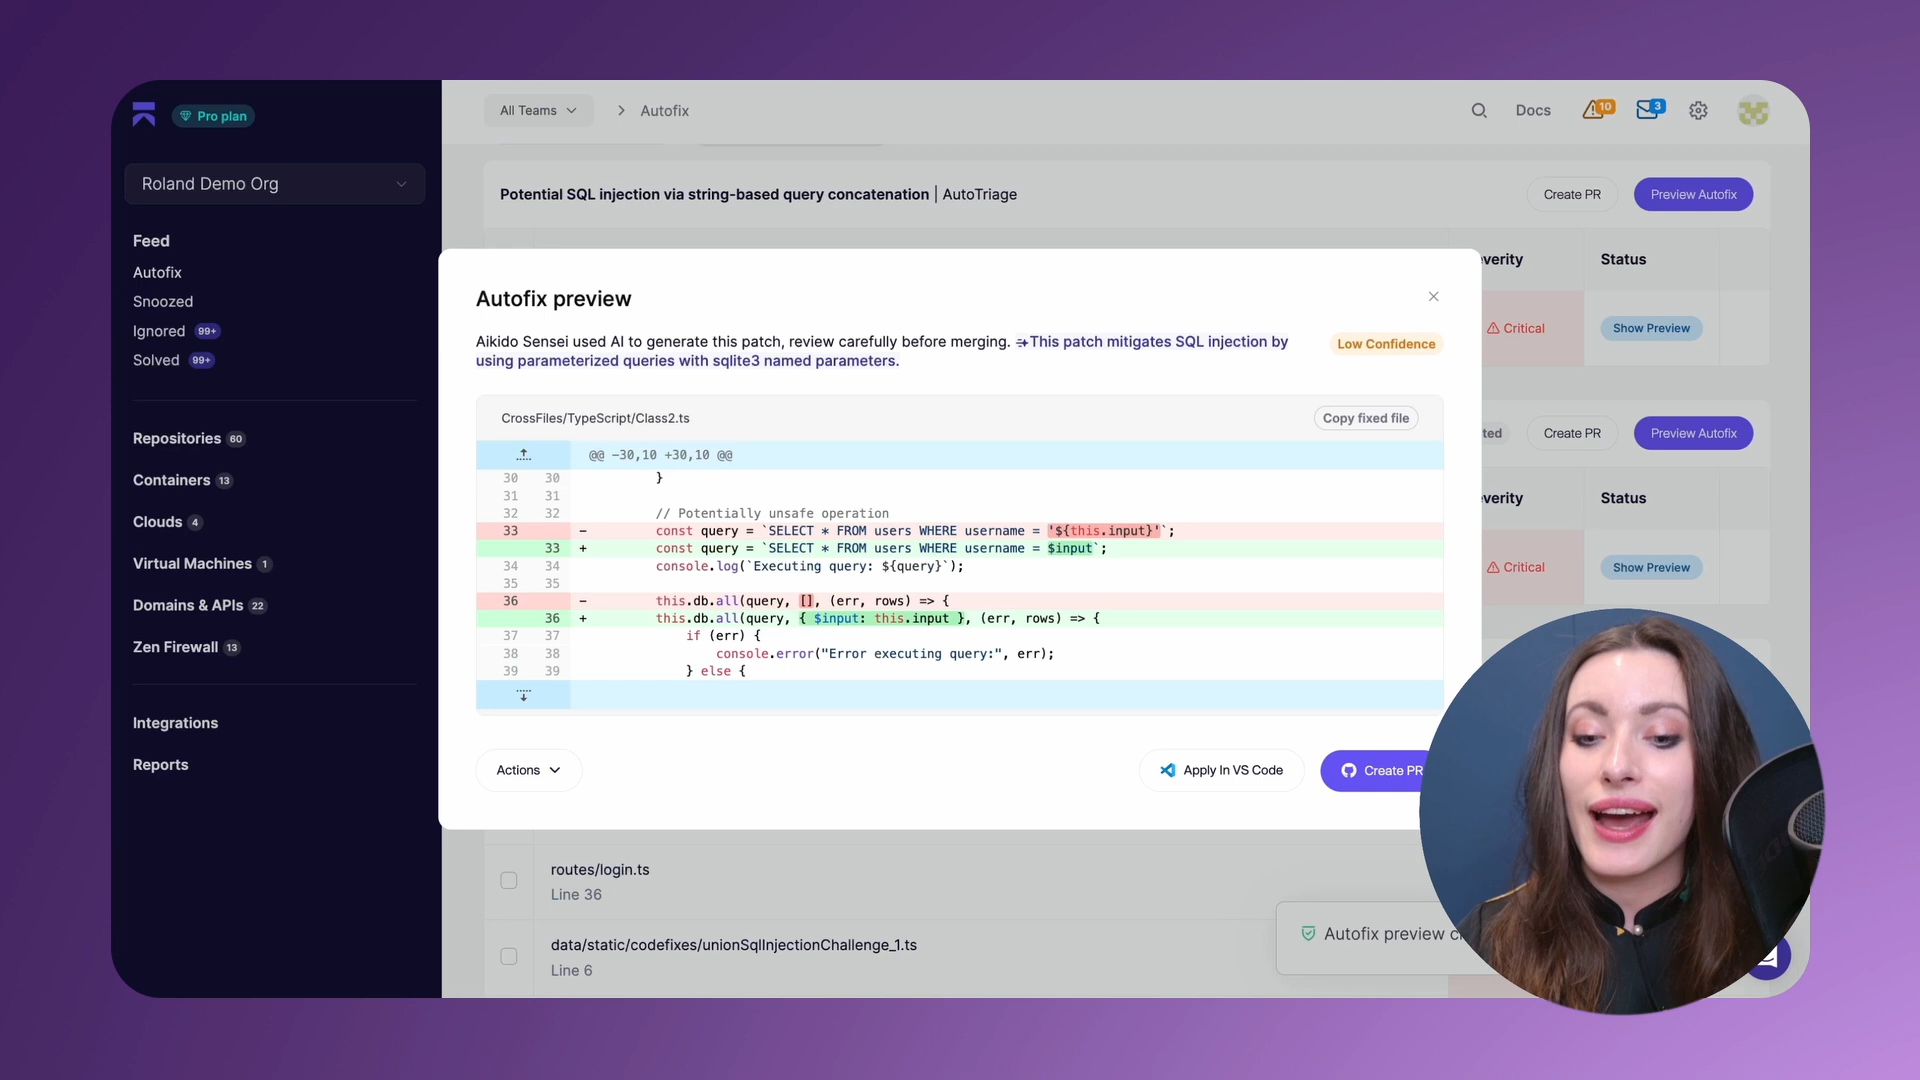 Pro plan
Roland Demo Org
Feed
Autofix
Snoozed
Ignored 99+
Solved 99+
Repositories 60
Containers 13
Clouds 4
Virtual Machines 1
Domains & APIs 22
Zen Firewall 13
Integrations
Reports
All Teams
Autofix
Docs
10
3
Potential SQL injection via string-based query concatenation | AutoTriage
Create PR
Preview Autofix
verity
Status
Critical
Show Preview
ted
Create PR
Preview Autofix
verity
Status
Critical
Show Preview
Autofix preview
Aikido Sensei used AI to generate this patch, review carefully before merging. This patch mitigates SQL injection by
using parameterized queries with sqlite3 named parameters.
Low Confidence
CrossFiles/TypeScript/Class2.ts
Copy fixed file
@@ -30,10 +30,10 @@
30 30 }
31 31
32 32 // Potentially unsafe operation
33 - const query = `SELECT * FROM users WHERE username = '${this.input}'`;
33 + const query = `SELECT * FROM users WHERE username = $input`;
34 34 console.log(`Executing query: ${query}`);
35 35
36 - this.db.all(query, [], (err, rows) => {
36 + this.db.all(query, { $input: this.input }, (err, rows) => {
37 37 if (err) {
38 38 console.error("Error executing query:", err);
39 39 } else {
Actions
Apply In VS Code
Create PR
routes/login.ts
Line 36
data/static/codefixes/unionSqlInjectionChallenge_1.ts
Line 6
Autofix preview c